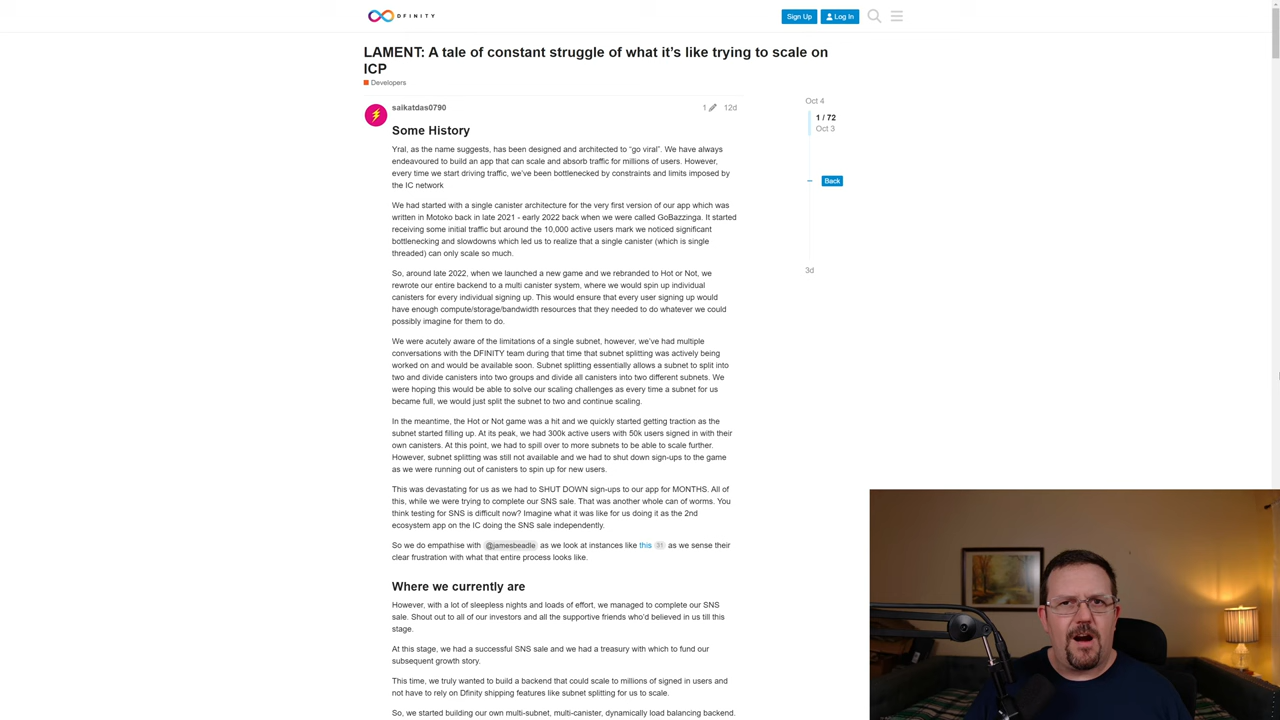 DFINITY
Sign Up
Log In
LAMENT: A tale of constant struggle of what it's like trying to scale on
ICP
Developers
saikatdas0790
1
12d
Oct 4
1 / 72
Oct 3
Back
3d
Some History
Yral, as the name suggests, has been designed and architected to “go viral”. We have always
endeavoured to build an app that can scale and absorb traffic for millions of users. However,
every time we start driving traffic, we've been bottlenecked by constraints and limits imposed by
the IC network
We had started with a single canister architecture for the very first version of our app which was
written in Motoko back in late 2021 - early 2022 back when we were called GoBazzinga. It started
receiving some initial traffic but around the 10,000 active users mark we noticed significant
bottlenecking and slowdowns which led us to realize that a single canister (which is single
threaded) can only scale so much.
So, around late 2022, when we launched a new game and we rebranded to Hot or Not, we
rewrote our entire backend to a multi canister system, where we would spin up individual
canisters for every individual signing up. This would ensure that every user signing up would
have enough compute/storage/bandwidth resources that they needed to do whatever we could
possibly imagine for them to do.
We were acutely aware of the limitations of a single subnet, however, we've had multiple
conversations with the DFINITY team during that time that subnet splitting was actively being
worked on and would be available soon. Subnet splitting essentially allows a subnet to split into
two and divide canisters into two groups and divide all canisters into two different subnets. We
were hoping this would be able to solve our scaling challenges as every time a subnet for us
became full, we would just split the subnet to two and continue scaling.
In the meantime, the Hot or Not game was a hit and we quickly started getting traction as the
subnet started filling up. At its peak, we had 300k active users with 50k users signed in with their
own canisters. At this point, we had to spill over to more subnets to be able to scale further.
However, subnet splitting was still not available and we had to shut down sign-ups to the game
as we were running out of canisters to spin up for new users.
This was devastating for us as we had to SHUT DOWN sign-ups to our app for MONTHS. All of
this, while we were trying to complete our SNS sale. That was another whole can of worms. You
think testing for SNS is difficult now? Imagine what it was like for us doing it as the 2nd
ecosystem app on the IC doing the SNS sale independently.
So we do empathise with @jamesbeadle as we look at instances like this 31 as we sense their
clear frustration with what that entire process looks like.
Where we currently are
However, with a lot of sleepless nights and loads of effort, we managed to complete our SNS
sale. Shout out to all of our investors and all the supportive friends who'd believed in us till this
stage.
At this stage, we had a successful SNS sale and we had a treasury with which to fund our
subsequent growth story.
This time, we truly wanted to build a backend that could scale to millions of signed in users and
not have to rely on Dfinity shipping features like subnet splitting for us to scale.
So, we started building our own multi-subnet, multi-canister, dynamically load balancing backend.